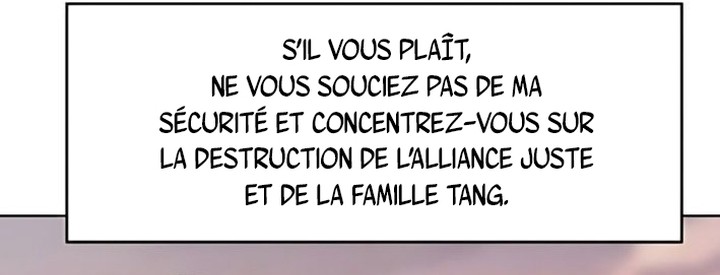 S'IL VOUS PLAÎT,
NE VOUS SOUCIEZ PAS DE MA
SÉCURITÉ ET CONCENTREZ-VOUS SUR
LA DESTRUCTION DE L'ALLIANCE JUSTE
ET DE LA FAMILLE TANG.